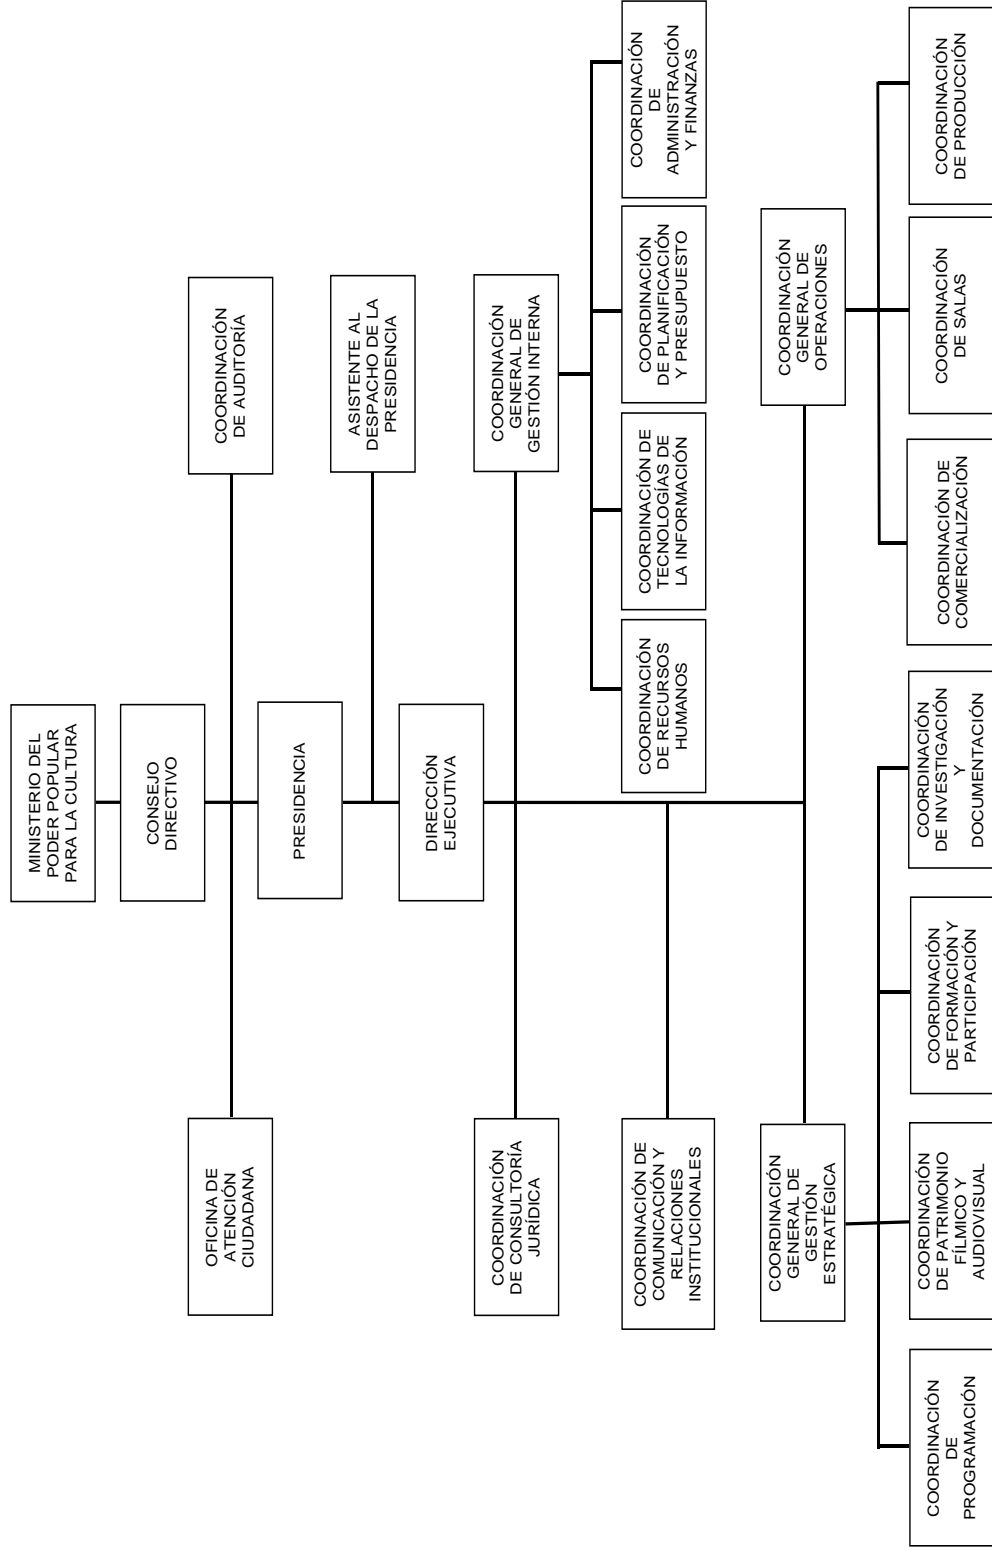 MINISTERIO DEL
PODER POPULAR
PARA LA CULTURA
CONSEJO
DIRECTIVO
OFICINA DE
ATENCIÓN
CIUDADANA
COORDINACIÓN
DE AUDITORÍA
PRESIDENCIA
ASISTENTE AL
DESPACHO DE LA
PRESIDENCIA
DIRECCIÓN
EJECUTIVA
COORDINACIÓN
DE CONSULTORÍA
JURÍDICA
COORDINACIÓN
GENERAL DE
GESTIÓN INTERNA
COORDINACIÓN DE
COMUNICACIÓN Y
RELACIONES
INSTITUCIONALES
COORDINACIÓN
DE RECURSOS
HUMANOS
COORDINACIÓN DE
TECNOLOGÍAS DE
LA INFORMACIÓN
COORDINACIÓN
DE PLANIFICACIÓN
Y PRESUPUESTO
COORDINACIÓN
DE
ADMINISTRACIÓN
Y FINANZAS
COORDINACIÓN
GENERAL DE
GESTIÓN
ESTRATÉGICA
COORDINACIÓN
GENERAL DE
OPERACIONES
COORDINACIÓN
DE
PROGRAMACIÓN
COORDINACIÓN
DE PATRIMONIO
FÍLMICO Y
AUDIOVISUAL
COORDINACIÓN
DE FORMACIÓN Y
PARTICIPACIÓN
COORDINACIÓN
DE INVESTIGACIÓN
Y
DOCUMENTACIÓN
COORDINACIÓN DE
COMERCIALIZACIÓN
COORDINACIÓN
DE SALAS
COORDINACIÓN
DE PRODUCCIÓN